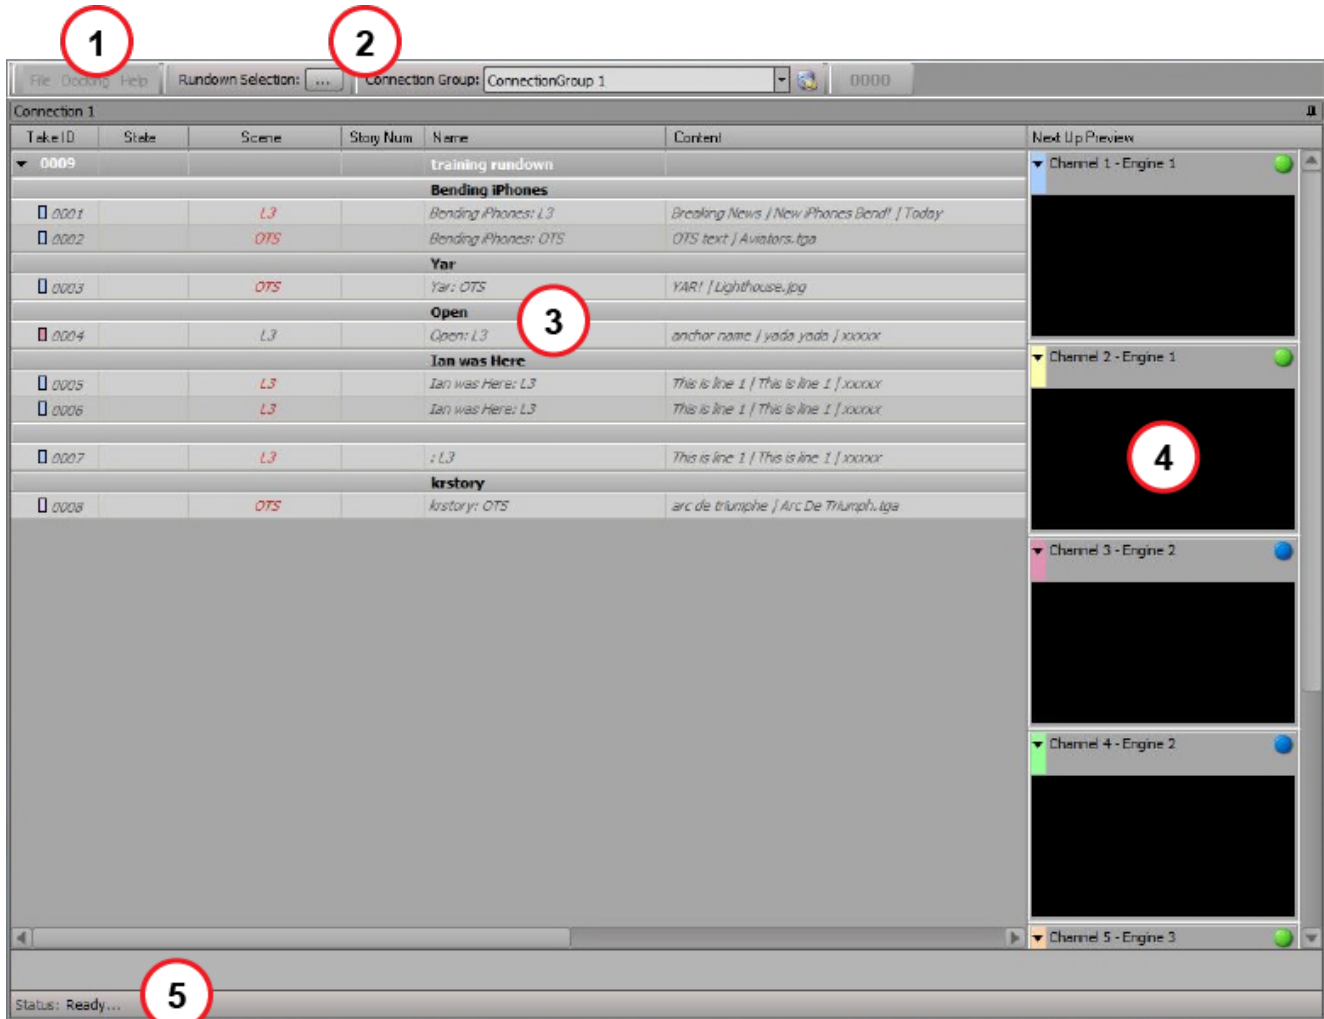 1 2
File Docking Help Rundown Selection: ... Connection Group: ConnectionGroup 1 0000
Connection 1
Take ID State Scene Story Num Name Content Next Up Preview
0009 training rundown Channel 1 - Engine 1
Bending iPhones
0001 L3 Bending iPhones: L3 Breaking News / New iPhones Bend! / Today
0002 OTS Bending iPhones: OTS OTS text / Aviators.tga
Yar
0003 OTS Yar: OTS YAR! / Lighthouse.jpg
Open
3
0004 L3 Open: L3 anchor name / yada yada / xxxxx
Ian was Here Channel 2 - Engine 1
0005 L3 Ian was Here: L3 This is line 1 / This is line 1 / xxxxx
0006 L3 Ian was Here: L3 This is line 1 / This is line 1 / xxxxx
0007 L3 : L3 This is line 1 / This is line 1 / xxxxx
4
krstory
0008 OTS krstory: OTS arc de triumphe / Arc De Triumph.tga
Channel 3 - Engine 2
Channel 4 - Engine 2
Channel 5 - Engine 3
5
Status: Ready...